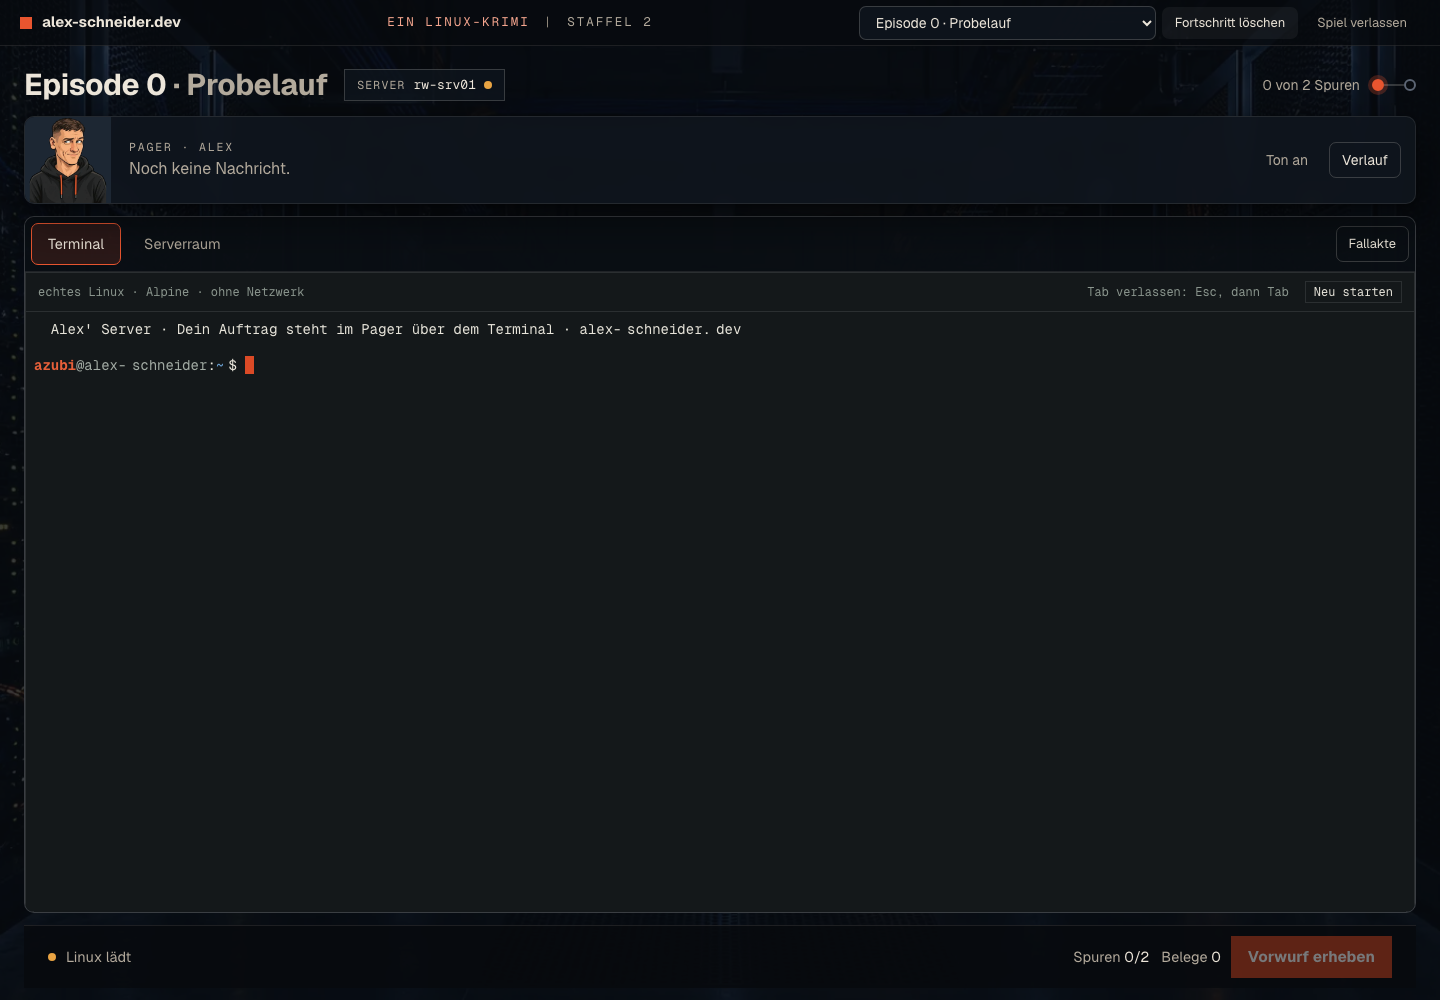 alex-schneider.dev
EIN LINUX-KRIMI | STAFFEL 2
Episode 0 · Probelauf
Fortschritt löschen
Spiel verlassen
Episode 0 · Probelauf
SERVER rw-srv01
0 von 2 Spuren
PAGER · ALEX
Noch keine Nachricht.
Ton an
Verlauf
Terminal
Serverraum
Fallakte
echtes Linux · Alpine · ohne Netzwerk
Tab verlassen: Esc, dann Tab
Neu starten
Alex' Server · Dein Auftrag steht im Pager über dem Terminal · alex-schneider.dev
azubi@alex-schneider:~$
Linux lädt
Spuren 0/2
Belege 0
Vorwurf erheben